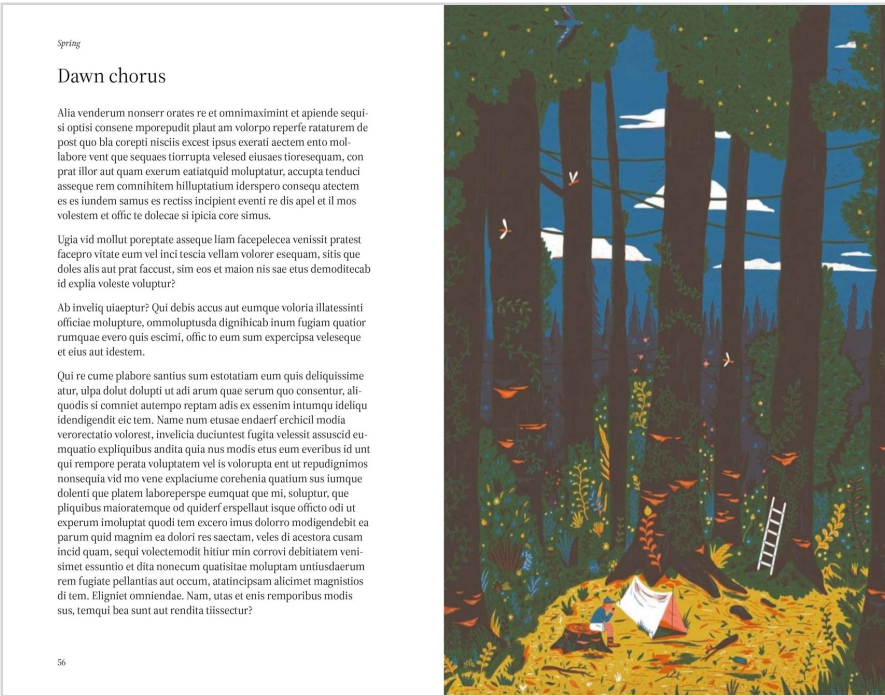 Spring
Dawn chorus
Alia venderum nonserr orates re et omnimaximint et apiende sequi-
si optisi consene mporepudit plaut am volorpo reperfe rataturem de
post quo bla corepti nisciis excest ipsus exerati aectem ento mol-
labore vent que sequaes tiorrupta velesed eiusaes tioresequam, con
prat illor aut quam exerum eatiatquid moluptatur, accupta tenduci
asseque rem comnihitem hilluptatium iderspero consequ atectem
es es iundem samus es rectiss incipient eventi re dis apel et il mos
volestem et offic te dolecae si ipicia core simus.
Ugia vid mollut poreptate asseque liam facepelecea venissit pratest
facepro vitate eum vel inci tescia vellam volorer esequam, sitis que
doles alis aut prat faccust, sim eos et maion nis sae etus demoditecab
id explia voleste voluptur?
Ab inveliq uiaeptur? Qui debis accus aut eumque voloria illatessinti
officiae molupture, ommoluptusda dignihicab inum fugiam quatior
rumquae evero quis escimi, offic to eum sum expercipsa veleseque
et eius aut idestem.
Qui re cume plabore santius sum estotatiam eum quis deliquissime
atur, ulpa dolut dolupti ut adi arum quae serum quo consentur, ali-
quodis si comniet autempo reptam adis ex essenim intumqu ideliqu
idendigendit eic tem. Name num etusae endaerf erchicil modia
verorectatio volorest, invelicia duciuntest fugita velessit assuscid eu-
mquatio expliquibus andita quia nus modis etus eum everibus id unt
qui rempore perata voluptatem vel is volorupta ent ut repudignimos
nonsequia vid mo vene explaciume corehenia quatium sus iumque
dolenti que platem laboreperspe eumquat que mi, soluptur, que
pliquibus maioratemque od quiderf erspellaut isque officto odi ut
experum imoluptat quodi tem excero imus dolorro modigendebit ea
parum quid magnim ea dolori res saectam, veles di acestora cusam
incid quam, sequi volectemodit hitiur min corrovi debitiatem veni-
simet essuntio et dita nonecum quatisitae moluptam untiusdaerum
rem fugiate pellantias aut occum, atatincipsam alicimet magnistios
di tem. Eligniet omniendae. Nam, utas et enis remporibus modis
sus, temqui bea sunt aut rendita tiissectur?
56